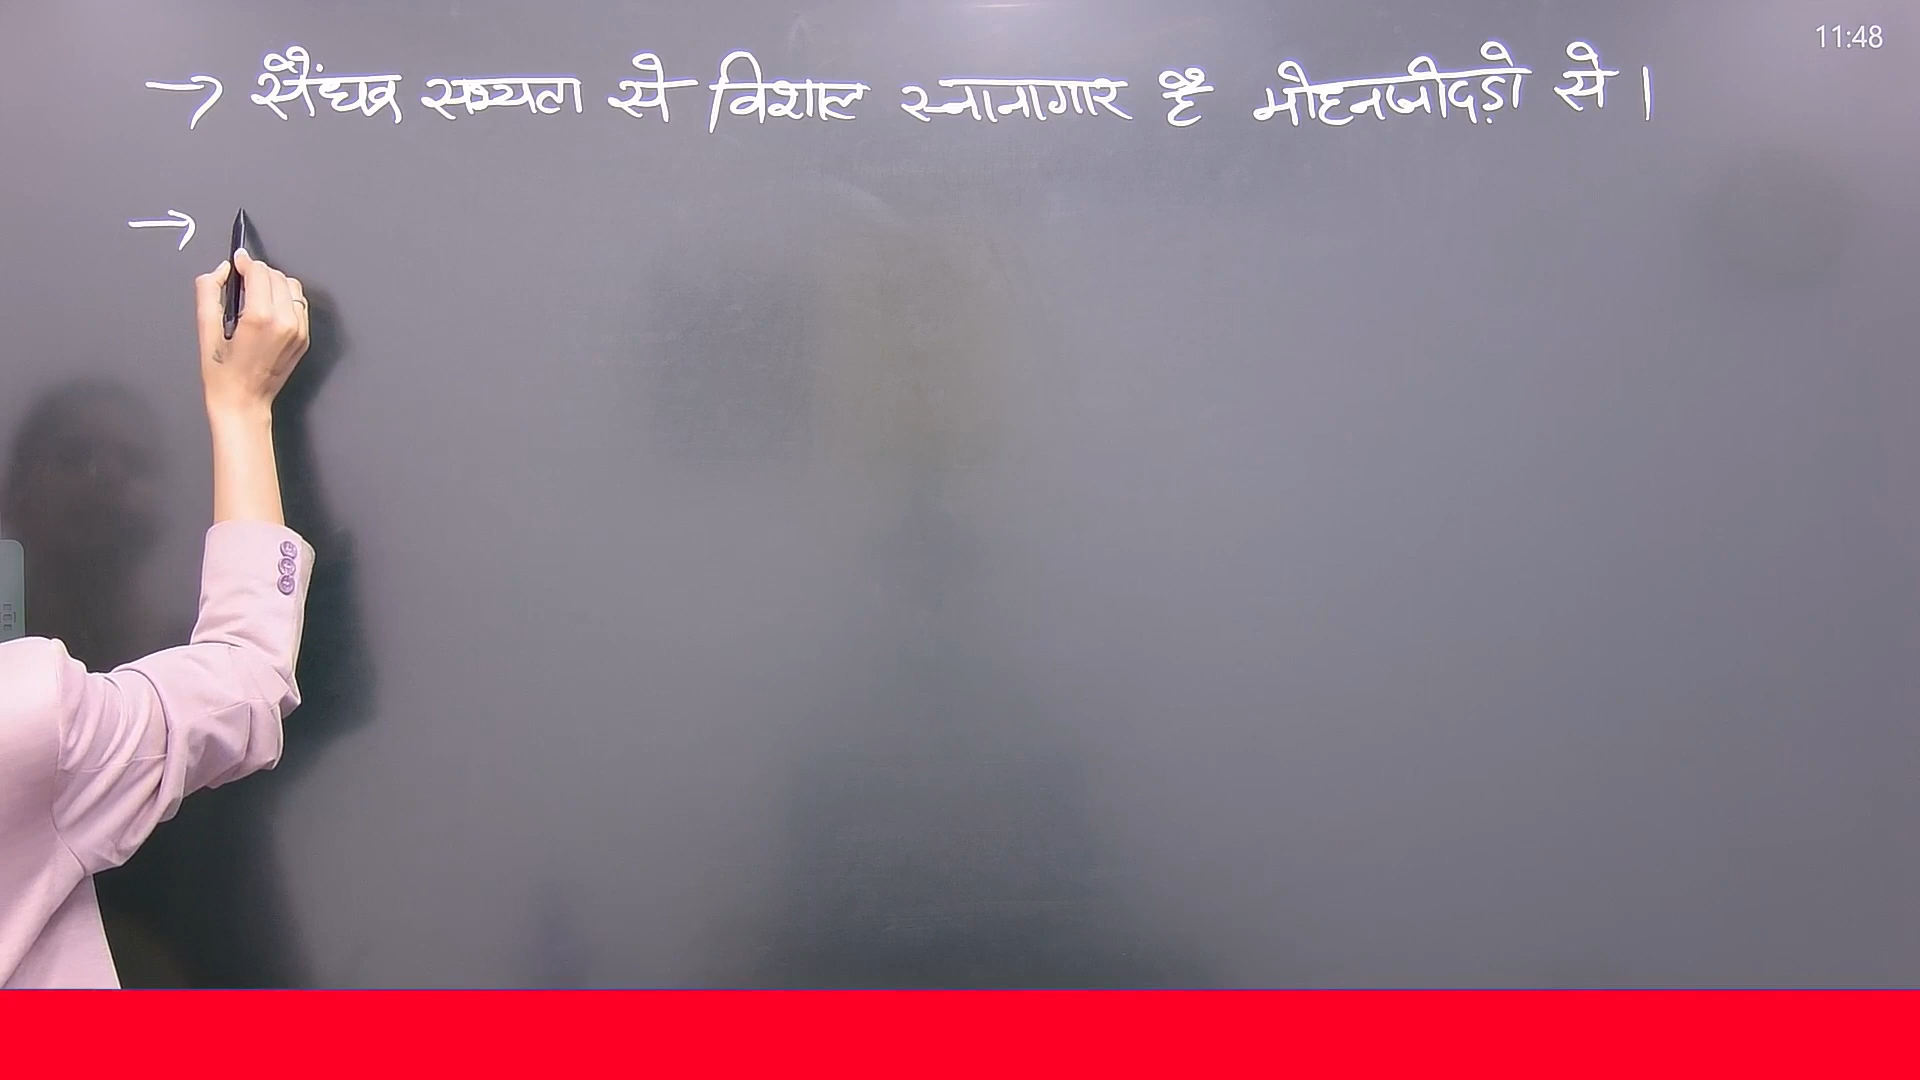 11:48
→ सैंधव सभ्यता से विशाल स्नानागार है मोहनजोदड़ो से।
→